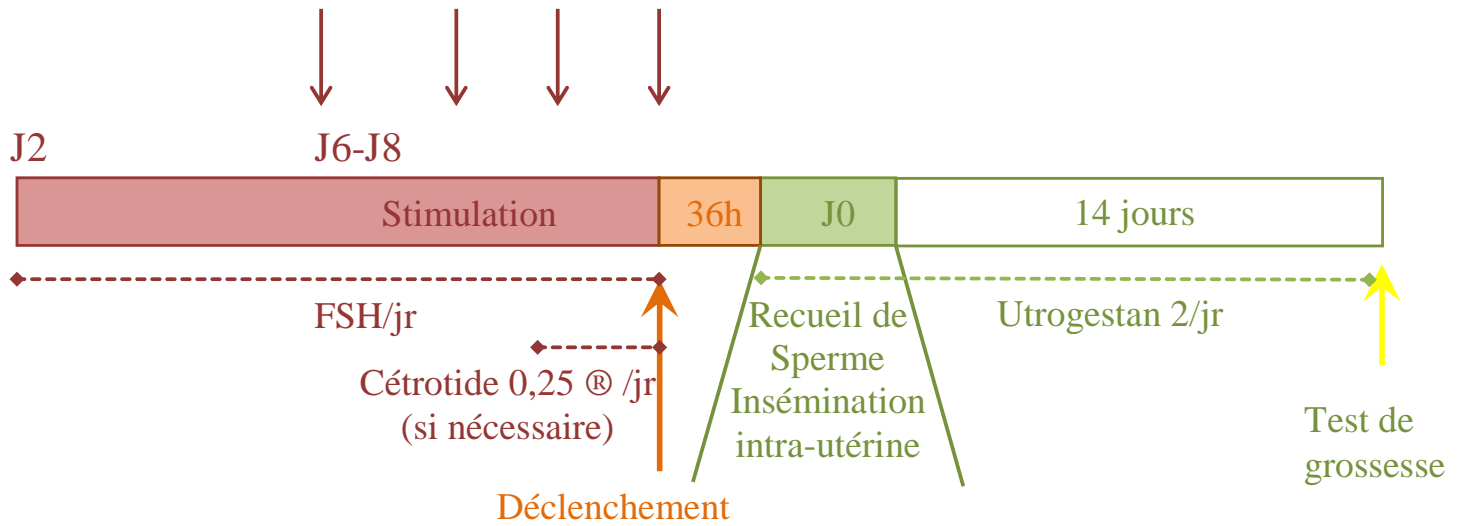 J2
J6-J8
Stimulation
36h
J0
14 jours
FSH/jr
Cétrotide 0,25 ® /jr
(si nécessaire)
Déclenchement
Recueil de
Sperme
Insémination
intra-utérine
Utrogestan 2/jr
Test de
grossesse